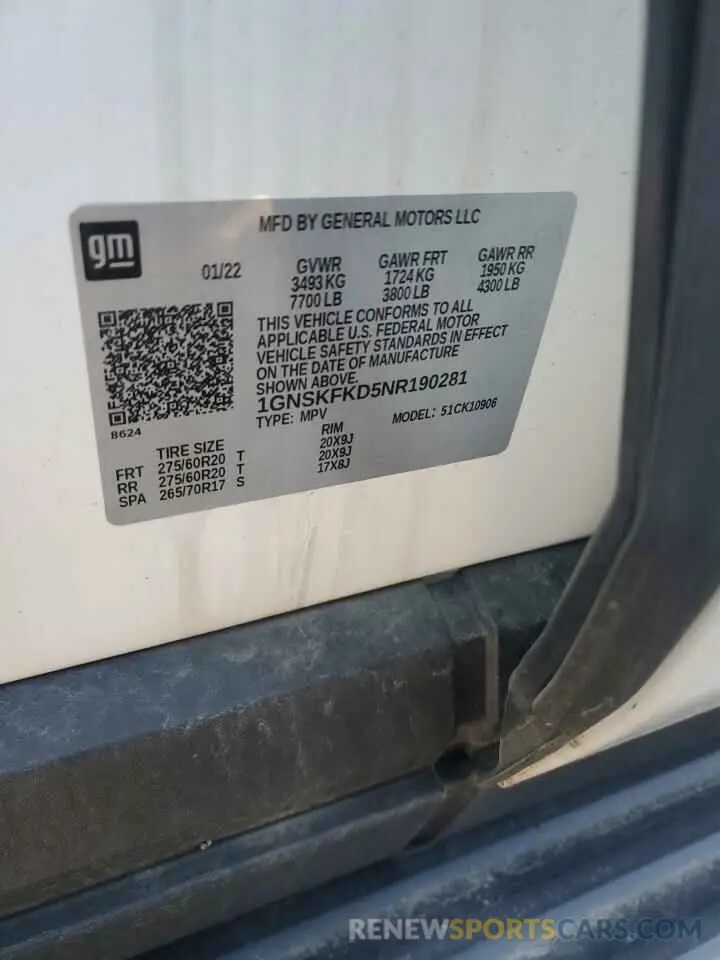 MFD BY GENERAL MOTORS LLC
gm
01/22
GVWR
3493 KG
7700 LB
GAWR FRT
1724 KG
3800 LB
GAWR RR
1950 KG
4300 LB
THIS VEHICLE CONFORMS TO ALL
APPLICABLE U.S. FEDERAL MOTOR
VEHICLE SAFETY STANDARDS IN EFFECT
ON THE DATE OF MANUFACTURE
SHOWN ABOVE.
1GNSKFKD5NR190281
TYPE: MPV MODEL: 51CK10906
8624
TIRE SIZE RIM
FRT 275/60R20 T 20X9J
RR 275/60R20 T 20X9J
SPA 265/70R17 S 17X8J
RENEWSPORTSCARS.COM